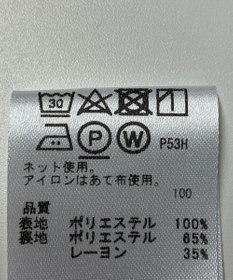 30
P W P53H
ネット使用。
アイロンはあて布使用。
100
品質
表地 ポリエステル 100%
裏地 ポリエステル 65%
レーヨン 35%